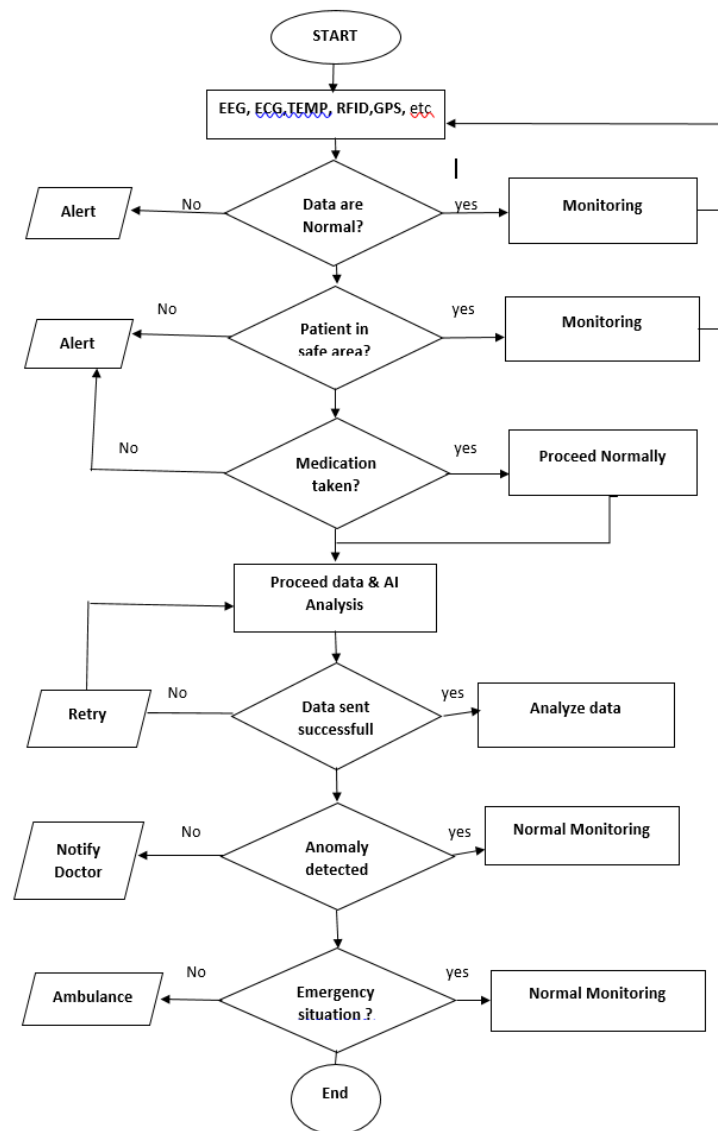 START
EEG, ECG,TEMP, RFID,GPS, etc
No
Data are
Normal?
yes
Alert
Monitoring
No
Patient in
safe area?
yes
Alert
Monitoring
No
Medication
taken?
yes
Proceed Normally
Proceed data & AI
Analysis
No
Data sent
successfull
yes
Retry
Analyze data
No
Anomaly
detected
yes
Notify
Doctor
Normal Monitoring
No
Emergency
situation .?
yes
Ambulance
Normal Monitoring
End